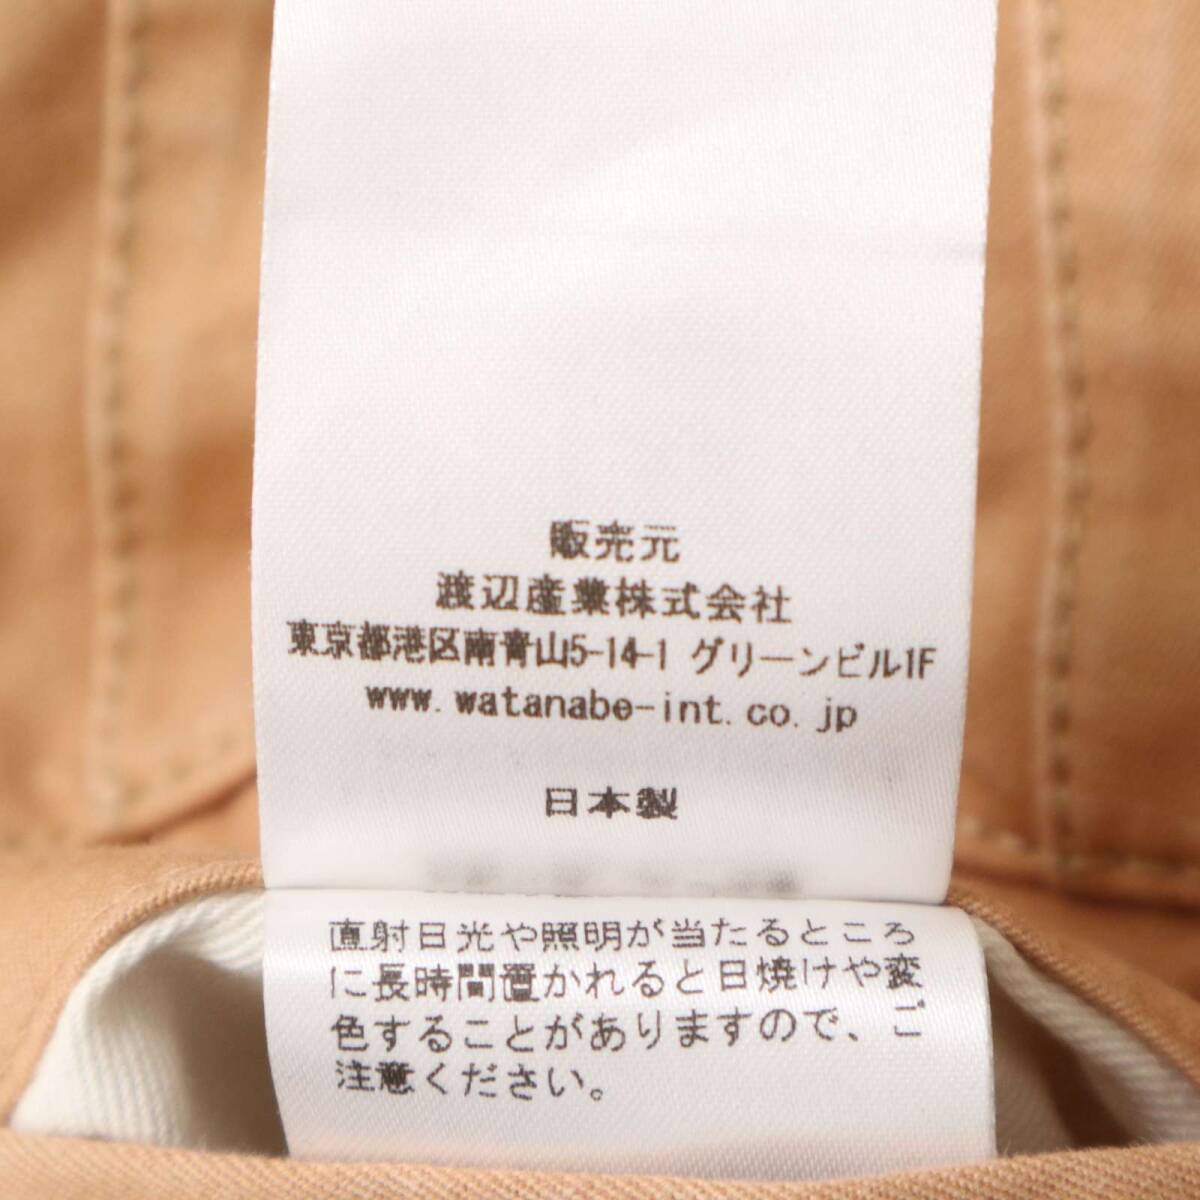 販売元
渡辺産業株式会社
東京都港区南青山5-14-1 グリーンビル1F
www.watanabe-int.co.jp
日本製
直射日光や照明が当たるところ
に長時間置かれると日焼けや変
色することがありますので、ご
注意ください。